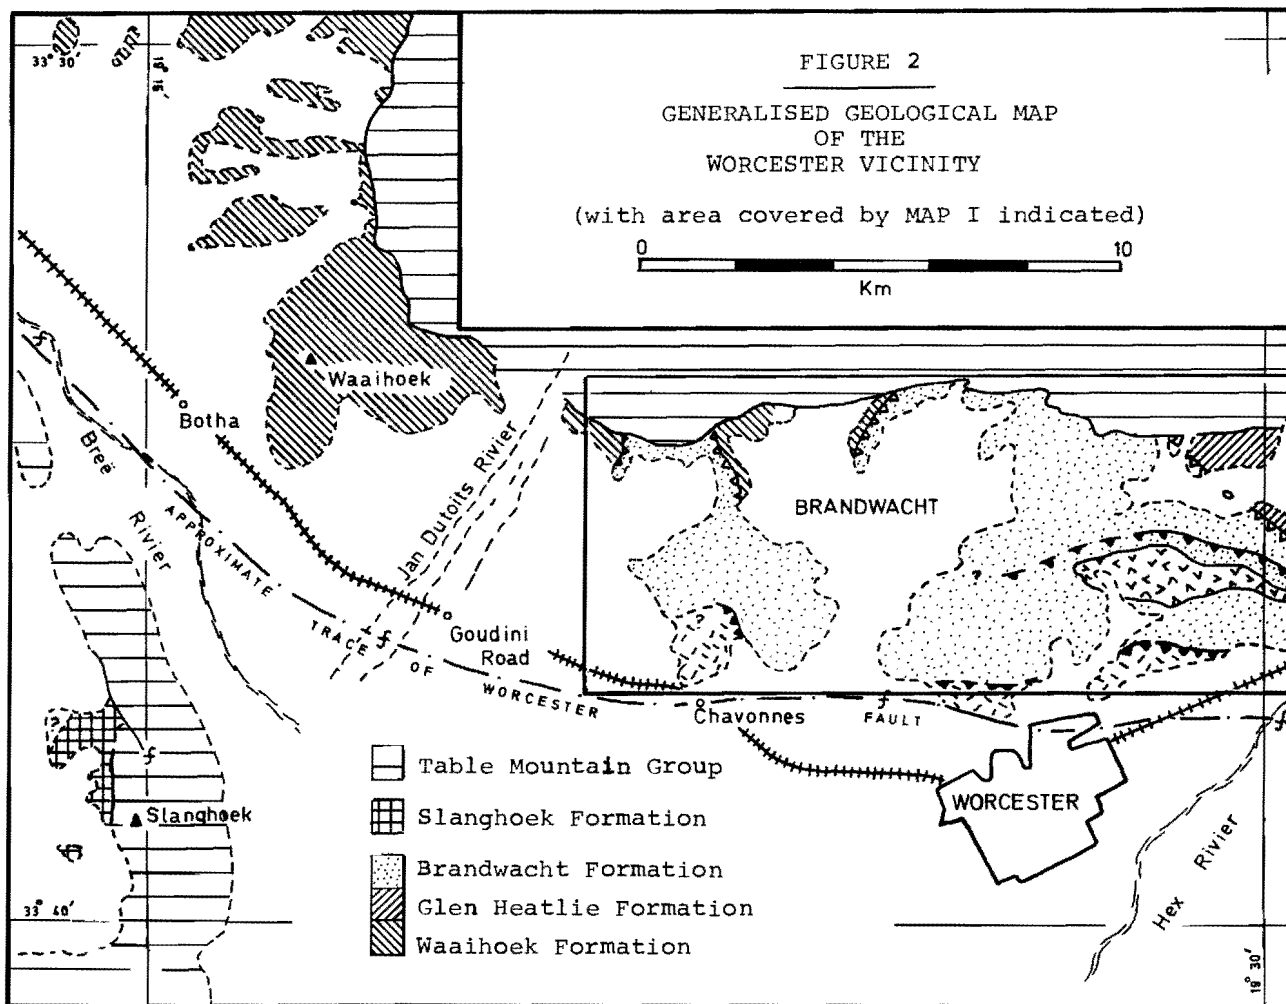 FIGURE 2
GENERALISED GEOLOGICAL MAP
OF THE
WORCESTER VICINITY
(with area covered by MAP I indicated)
0 10
Km
33° 30'
19° 15'
Waaihoek
Botha
Breë
Rivier
Jan Dutoits Rivier
BRANDWACHT
APPROXIMATE TRACE OF WORCESTER FAULT
Goudini
Road
Chavonnes
WORCESTER
Hex Rivier
Slanghoek
33° 40'
19° 30'
Table Mountain Group
Slanghoek Formation
Brandwacht Formation
Glen Heatlie Formation
Waaihoek Formation